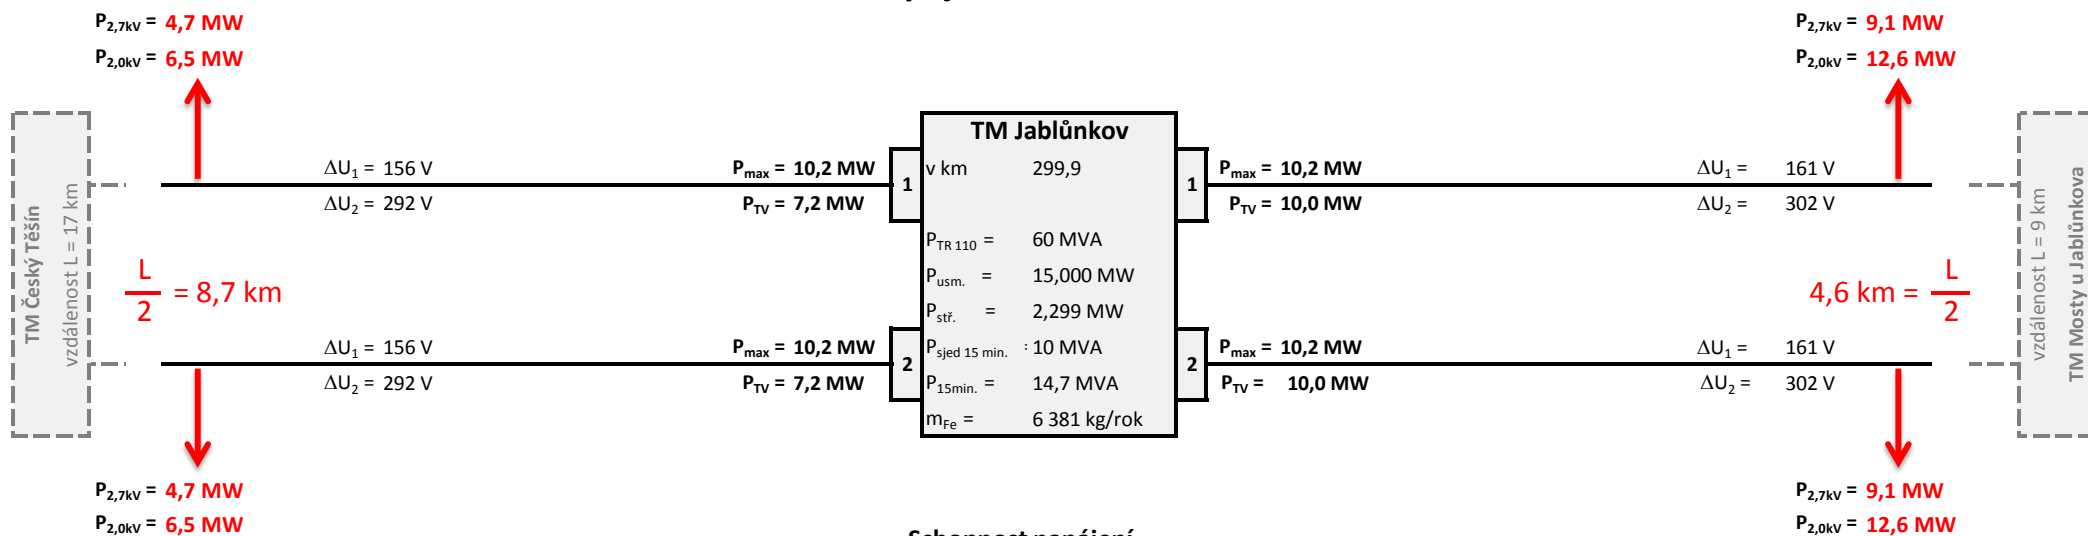 P2,7kV = 4,7 MW
P2,0kV = 6,5 MW
P2,7kV = 9,1 MW
P2,0kV = 12,6 MW
TM Český Těšín
vzdálenost L = 17 km
L
2
= 8,7 km
ΔU1 = 156 V
ΔU2 = 292 V
Pmax = 10,2 MW
PTV = 7,2 MW
1
ΔU1 = 156 V
ΔU2 = 292 V
Pmax = 10,2 MW
PTV = 7,2 MW
2
TM Jablůnkov
v km 299,9
PTR 110 = 60 MVA
Pusm. = 15,000 MW
Pstř. = 2,299 MW
Psjed 15 min. : 10 MVA
P15min. = 14,7 MVA
mFe = 6 381 kg/rok
1
Pmax = 10,2 MW
PTV = 10,0 MW
ΔU1 = 161 V
ΔU2 = 302 V
2
Pmax = 10,2 MW
PTV = 10,0 MW
ΔU1 = 161 V
ΔU2 = 302 V
4,6 km =
L
2
vzdálenost L = 9 km
TM Mosty u Jablůnkova
P2,7kV = 4,7 MW
P2,0kV = 6,5 MW
P2,7kV = 9,1 MW
P2,0kV = 12,6 MW